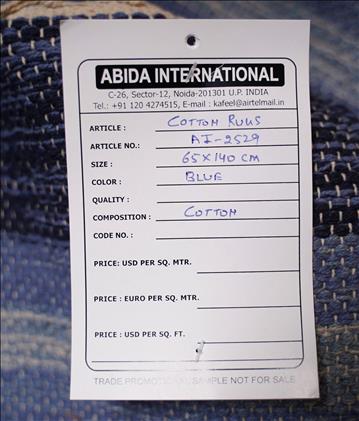 ABIDA INTERNATIONAL
C-26, Sector-12, Noida-201301 U.P. INDIA
Tel.: +91 120 4274515, E-mail : kafeel@airtelmail.in
ARTICLE : COTTON RUUS
ARTICLE NO.: AI-2529
SIZE : 65X140 CM
COLOR : BLUE
QUALITY :
COMPOSITION : COTTON
CODE NO. :
PRICE: USD PER SQ. MTR.
PRICE : EURO PER SQ. MTR.
PRICE : USD PER SQ. FT.
TRADE PROMOTIONAL SAMPLE NOT FOR SALE